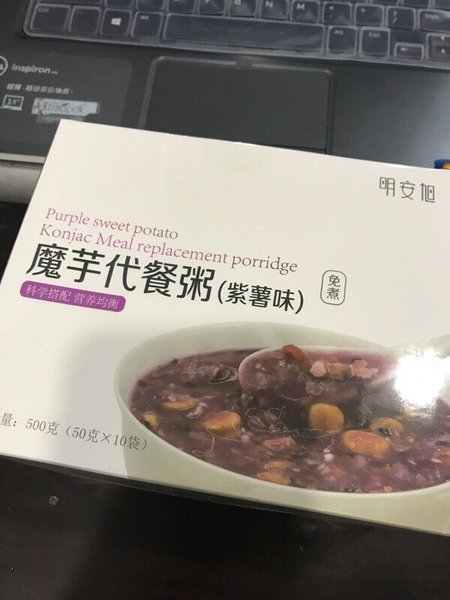 inspiron
14"
明安旭
Purple sweet potato
Konjac Meal replacement porridge
魔芋代餐粥(紫薯味)
免煮
科学搭配 营养均衡
量：500克（50克×10袋）